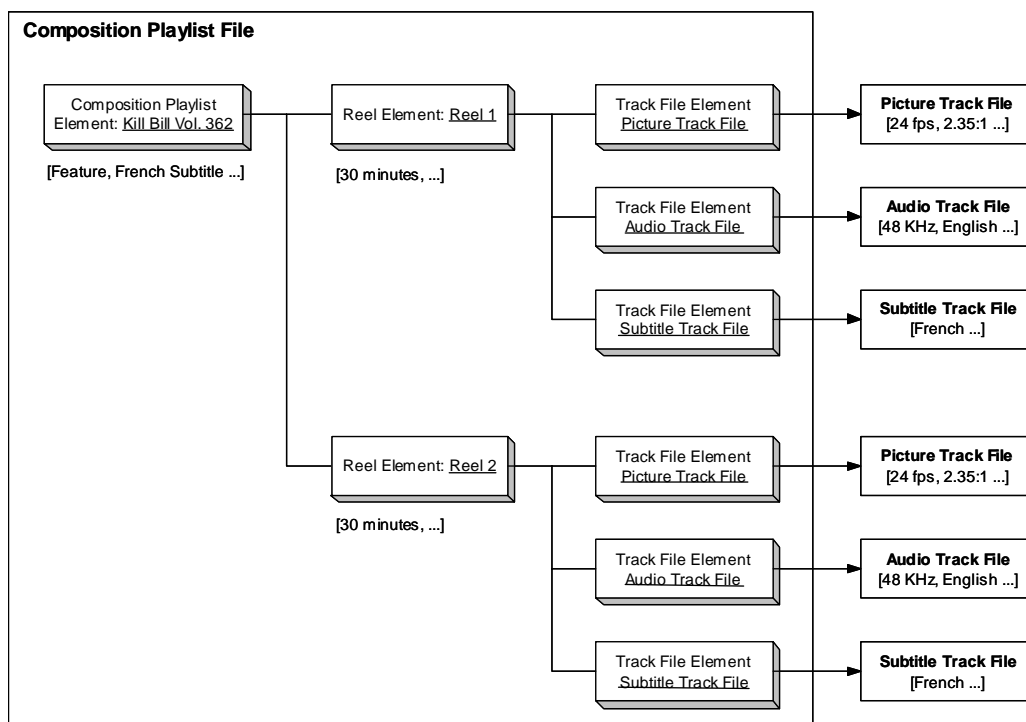 Composition Playlist File
Composition Playlist
Element: Kill Bill Vol. 362
[Feature, French Subtitle ...]
Reel Element: Reel 1
[30 minutes, ...]
Track File Element
Picture Track File
Picture Track File
[24 fps, 2.35:1 ...]
Track File Element
Audio Track File
Audio Track File
[48 KHz, English ...]
Track File Element
Subtitle Track File
Subtitle Track File
[French ...]
Reel Element: Reel 2
[30 minutes, ...]
Track File Element
Picture Track File
Picture Track File
[24 fps, 2.35:1 ...]
Track File Element
Audio Track File
Audio Track File
[48 KHz, English ...]
Track File Element
Subtitle Track File
Subtitle Track File
[French ...]